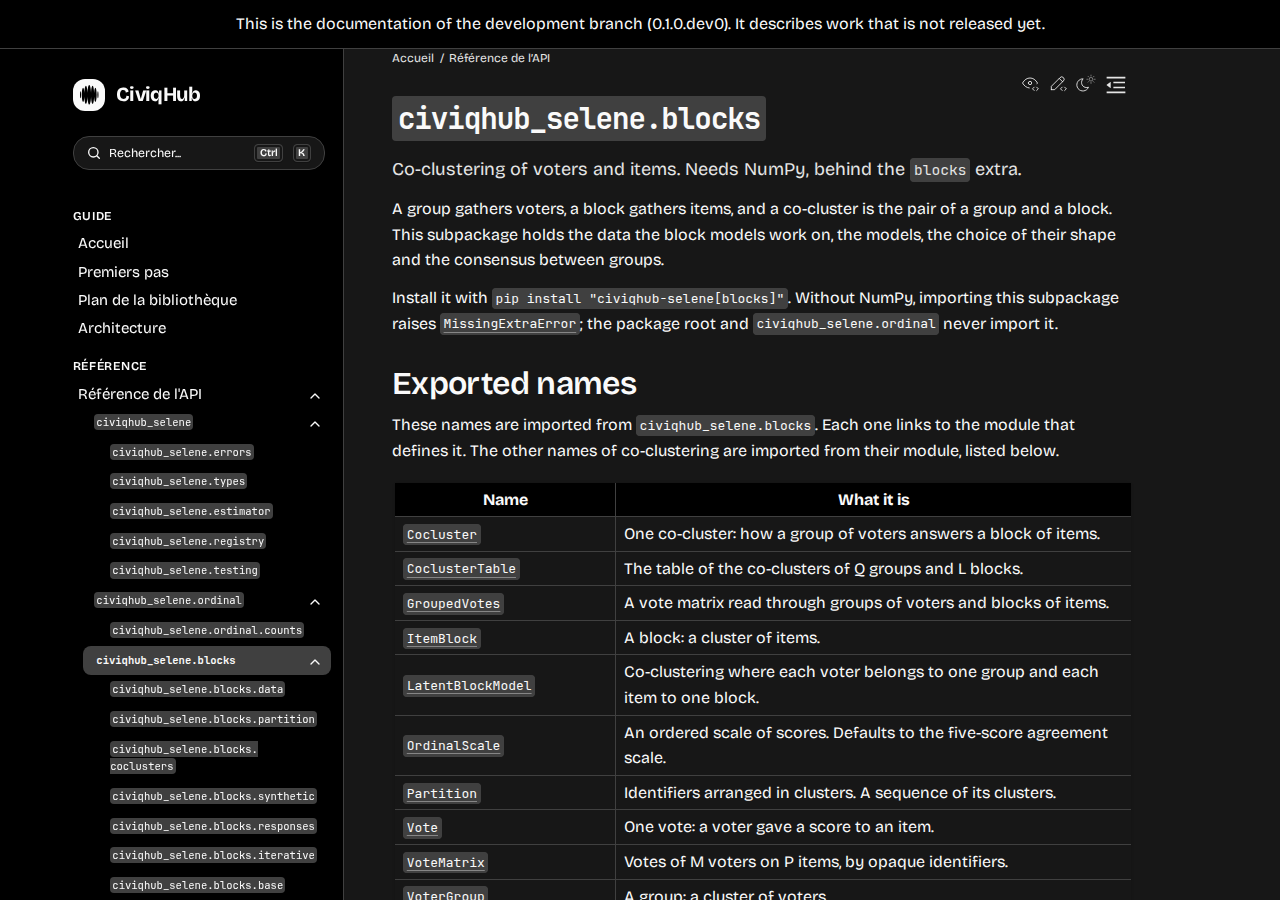 This is the documentation of the development branch (0.1.0.dev0). It describes work that is not released yet.
CiviqHub
Rechercher... Ctrl K
GUIDE
Accueil
Premiers pas
Plan de la bibliothèque
Architecture
RÉFÉRENCE
Référence de l'API
civiqhub_selene
civiqhub_selene.errors
civiqhub_selene.types
civiqhub_selene.estimator
civiqhub_selene.registry
civiqhub_selene.testing
civiqhub_selene.ordinal
civiqhub_selene.ordinal.counts
civiqhub_selene.blocks
civiqhub_selene.blocks.data
civiqhub_selene.blocks.partition
civiqhub_selene.blocks.
coclusters
civiqhub_selene.blocks.synthetic
civiqhub_selene.blocks.responses
civiqhub_selene.blocks.iterative
civiqhub_selene.blocks.base
Accueil / Référence de l'API
civiqhub_selene.blocks
Co-clustering of voters and items. Needs NumPy, behind the blocks extra.
A group gathers voters, a block gathers items, and a co-cluster is the pair of a group and a block.
This subpackage holds the data the block models work on, the models, the choice of their shape
and the consensus between groups.
Install it with pip install "civiqhub-selene[blocks]". Without NumPy, importing this subpackage
raises MissingExtraError; the package root and civiqhub_selene.ordinal never import it.
Exported names
These names are imported from civiqhub_selene.blocks. Each one links to the module that
defines it. The other names of co-clustering are imported from their module, listed below.
Name What it is
Cocluster One co-cluster: how a group of voters answers a block of items.
CoclusterTable The table of the co-clusters of Q groups and L blocks.
GroupedVotes A vote matrix read through groups of voters and blocks of items.
ItemBlock A block: a cluster of items.
LatentBlockModel Co-clustering where each voter belongs to one group and each
item to one block.
OrdinalScale An ordered scale of scores. Defaults to the five-score agreement
scale.
Partition Identifiers arranged in clusters. A sequence of its clusters.
Vote One vote: a voter gave a score to an item.
VoteMatrix Votes of M voters on P items, by opaque identifiers.
VoterGroup A group: a cluster of voters.